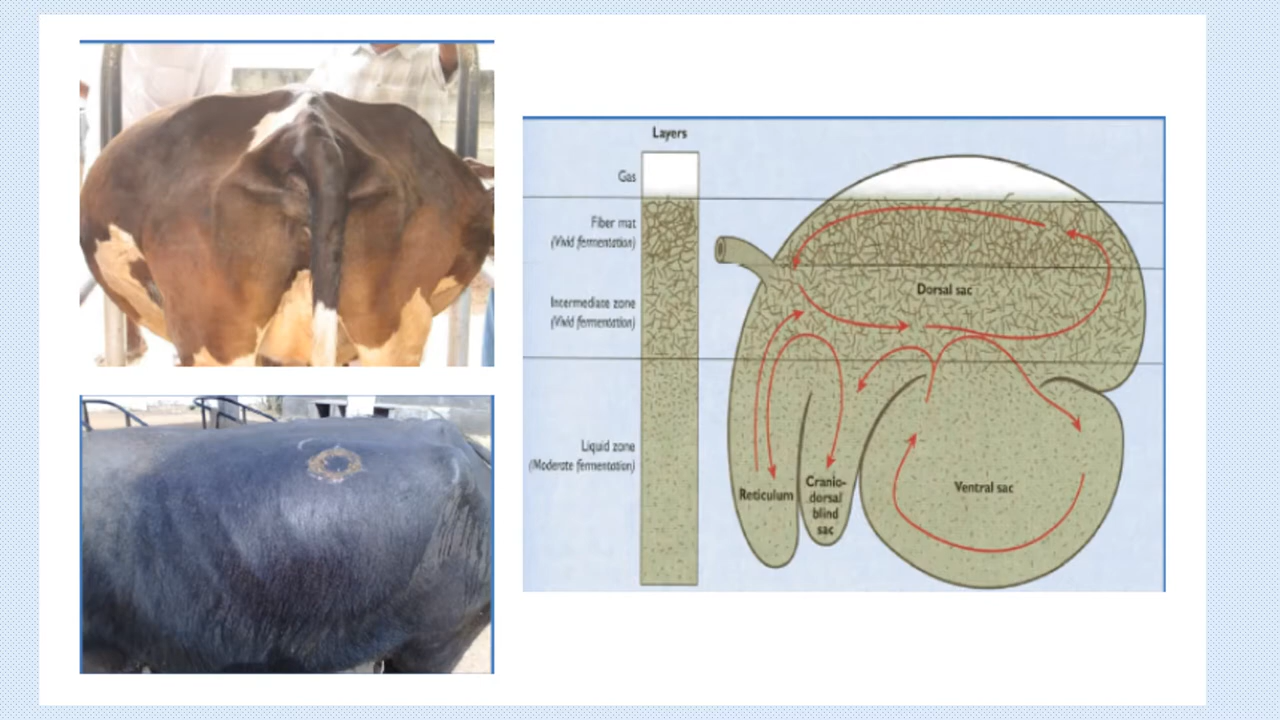 Layers
Gas
Fiber mat
(Vivid fermentation)
Intermediate zone
(Vivid fermentation)
Liquid zone
(Moderate fermentation)
Dorsal sac
Reticulum
Cranio-
dorsal
blind
sac
Ventral sac